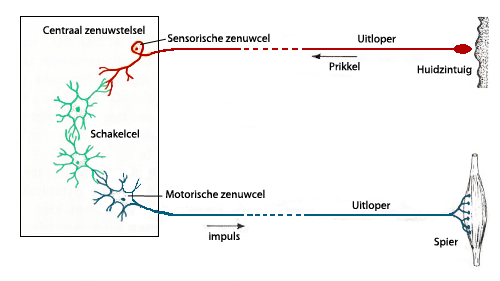 Centraal zenuwstelsel
Sensorische zenuwcel
Uitloper
Prikkel
Huidzintuig
Schakelcel
Motorische zenuwcel
Uitloper
impuls
Spier